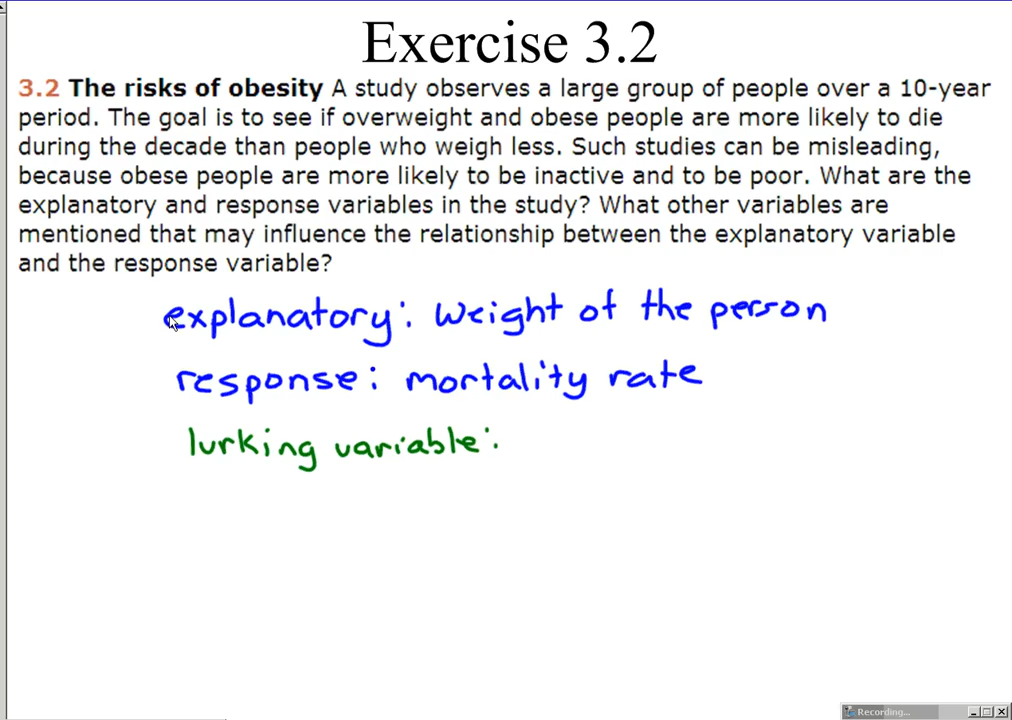 Exercise 3.2
3.2 The risks of obesity A study observes a large group of people over a 10-year
period. The goal is to see if overweight and obese people are more likely to die
during the decade than people who weigh less. Such studies can be misleading,
because obese people are more likely to be inactive and to be poor. What are the
explanatory and response variables in the study? What other variables are
mentioned that may influence the relationship between the explanatory variable
and the response variable?
explanatory: weight of the person
response: mortality rate
lurking variable:
Recording...